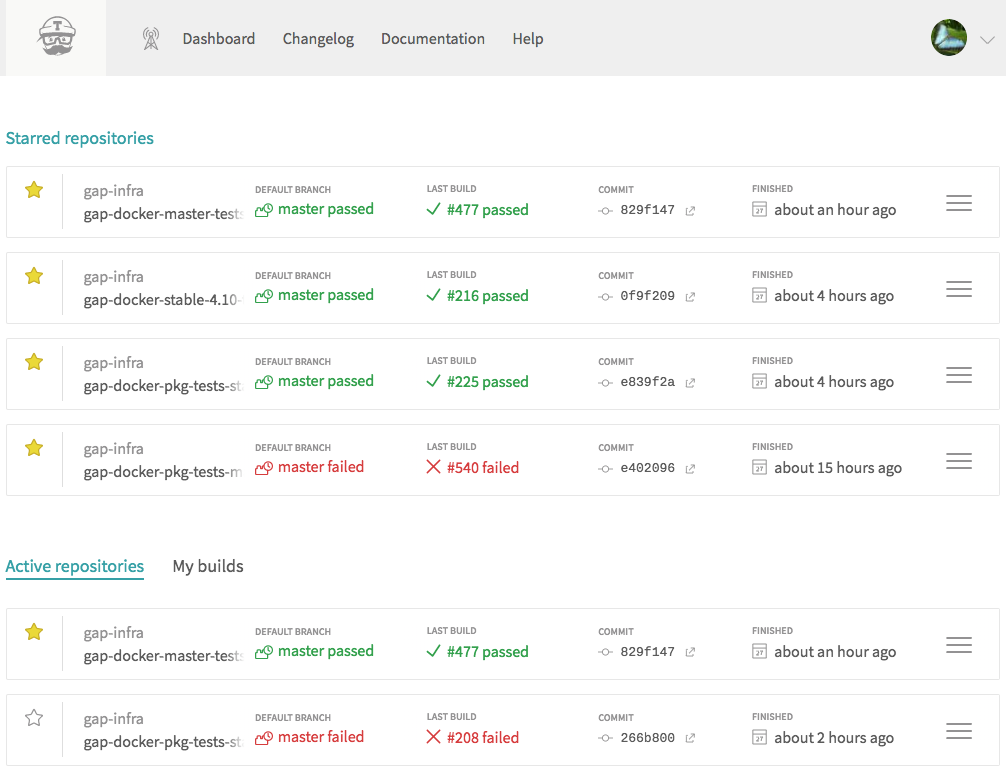 Dashboard Changelog Documentation Help
Starred repositories
gap-infra
gap-docker-master-tests
DEFAULT BRANCH
master passed
LAST BUILD
#477 passed
COMMIT
829f147
FINISHED
about an hour ago
gap-infra
gap-docker-stable-4.10-
DEFAULT BRANCH
master passed
LAST BUILD
#216 passed
COMMIT
0f9f209
FINISHED
about 4 hours ago
gap-infra
gap-docker-pkg-tests-sta
DEFAULT BRANCH
master passed
LAST BUILD
#225 passed
COMMIT
e839f2a
FINISHED
about 4 hours ago
gap-infra
gap-docker-pkg-tests-m
DEFAULT BRANCH
master failed
LAST BUILD
#540 failed
COMMIT
e402096
FINISHED
about 15 hours ago
Active repositories My builds
gap-infra
gap-docker-master-tests
DEFAULT BRANCH
master passed
LAST BUILD
#477 passed
COMMIT
829f147
FINISHED
about an hour ago
gap-infra
gap-docker-pkg-tests-sta
DEFAULT BRANCH
master failed
LAST BUILD
#208 failed
COMMIT
266b800
FINISHED
about 2 hours ago